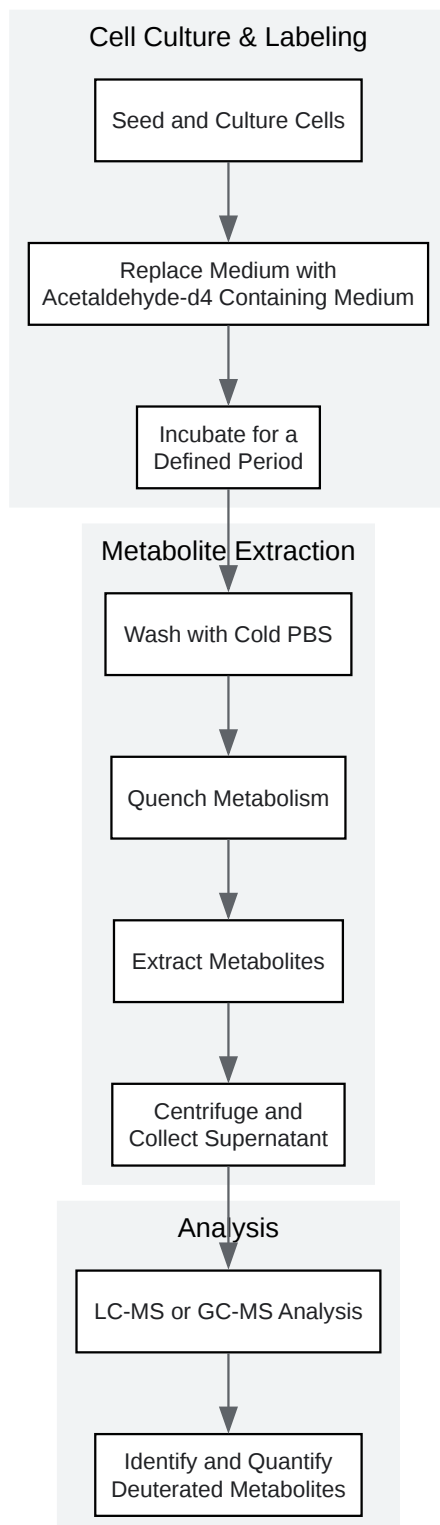 Cell Culture & Labeling
Seed and Culture Cells
Replace Medium with
Acetaldehyde-d4 Containing Medium
Incubate for a
Defined Period
Metabolite Extraction
Wash with Cold PBS
Quench Metabolism
Extract Metabolites
Centrifuge and
Collect Supernatant
Analysis
LC-MS or GC-MS Analysis
Identify and Quantify
Deuterated Metabolites